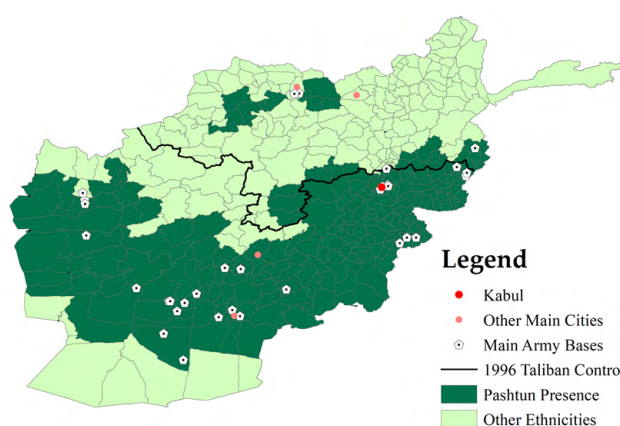 Legend
Kabul
Other Main Cities
Main Army Bases
1996 Taliban Contro
Pashtun Presence
Other Ethnicities